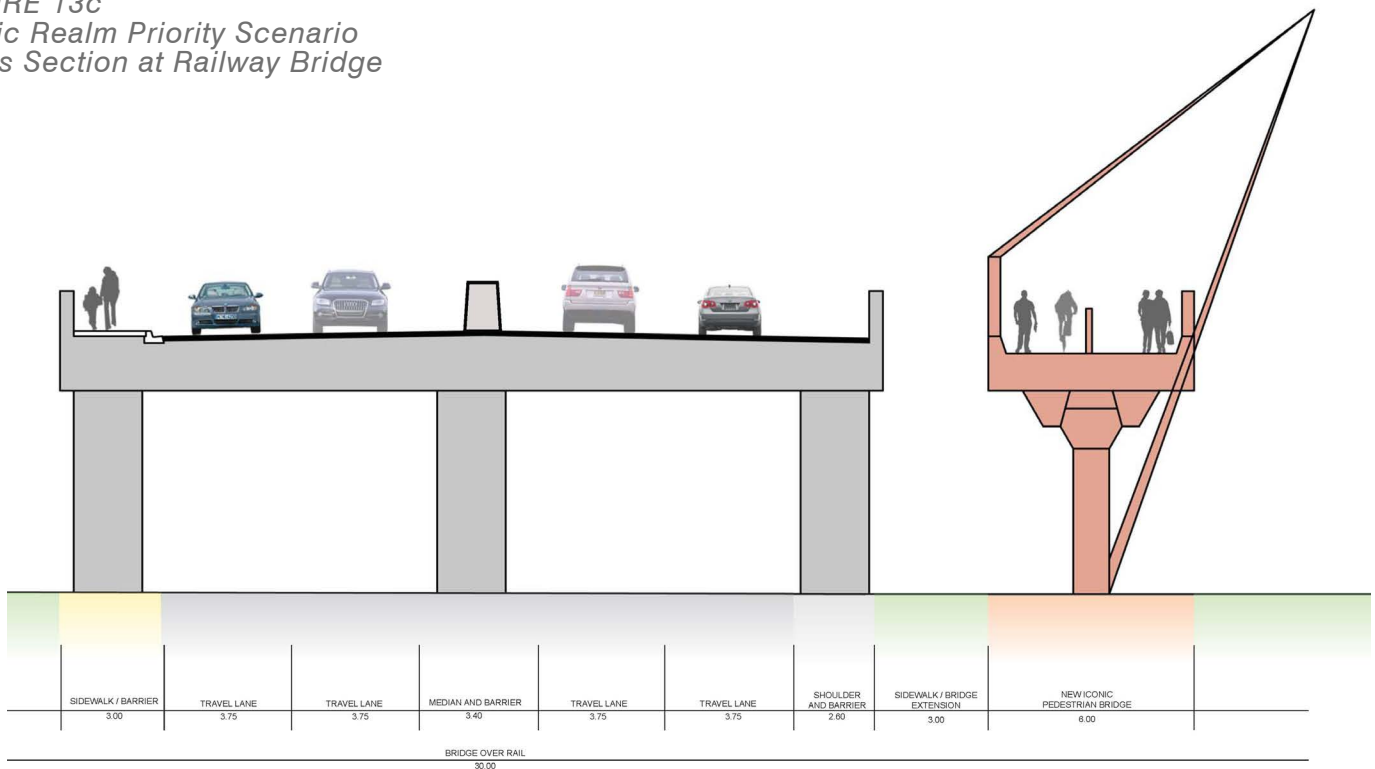 RE 13c
ic Realm Priority Scenario
s Section at Railway Bridge
SIDEWALK / BARRIER
3.00
TRAVEL LANE
3.75
TRAVEL LANE
3.75
MEDIAN AND BARRIER
3.40
TRAVEL LANE
3.75
TRAVEL LANE
3.75
SHOULDER
AND BARRIER
2.60
SIDEWALK / BRIDGE
EXTENSION
3.00
NEW ICONIC
PEDESTRIAN BRIDGE
6.00
BRIDGE OVER RAIL
30.00